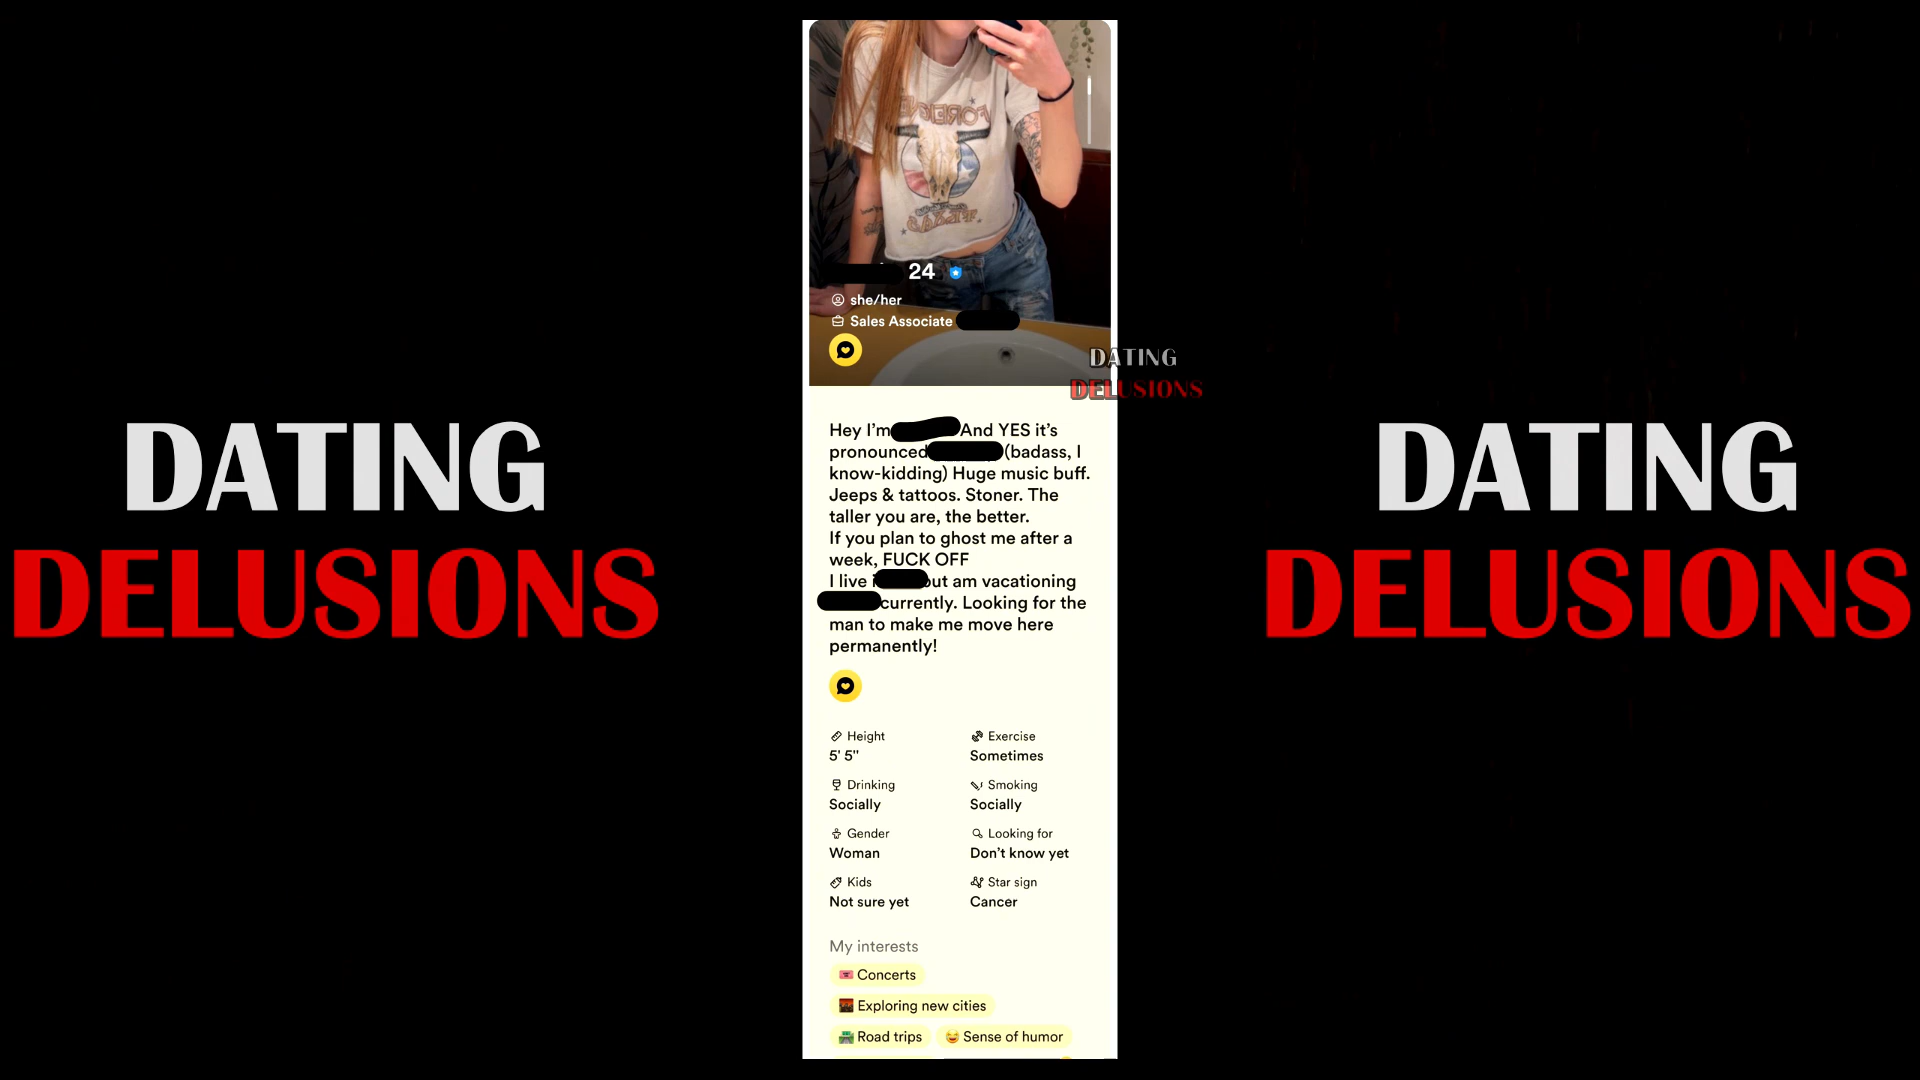 DATING
DELUSIONS
FOREIGNER
TEXAS
24
she/her
Sales Associate
DATING
DELUSIONS
Hey I'm And YES it's
pronounced (badass, I
know-kidding) Huge music buff.
Jeeps & tattoos. Stoner. The
taller you are, the better.
If you plan to ghost me after a
week, FUCK OFF
I live but am vacationing
currently. Looking for the
man to make me move here
permanently!
Height
5' 5"
Exercise
Sometimes
Drinking
Socially
Smoking
Socially
Gender
Woman
Looking for
Don't know yet
Kids
Not sure yet
Star sign
Cancer
My interests
Concerts
Exploring new cities
Road trips
Sense of humor
DATING
DELUSIONS